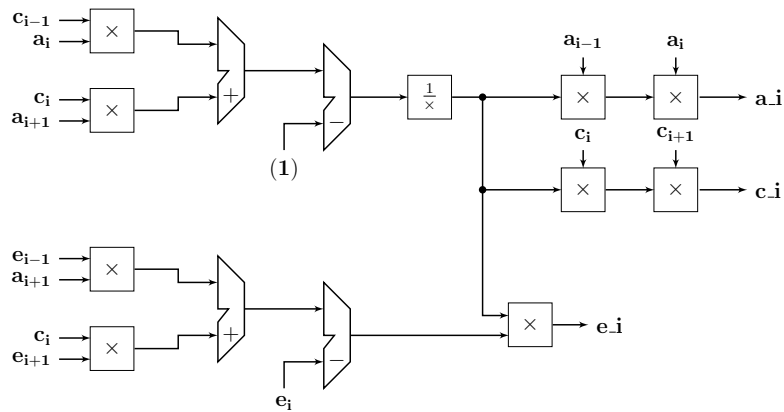 c_{i-1}
a_i
×
+
−
(1)
1/×
a_{i-1}
a_i
×
×
a_i
c_i
a_{i+1}
×
c_i
c_{i+1}
×
×
c_i
e_{i-1}
a_{i+1}
×
+
−
e_i
×
e_i
c_i
e_{i+1}
×